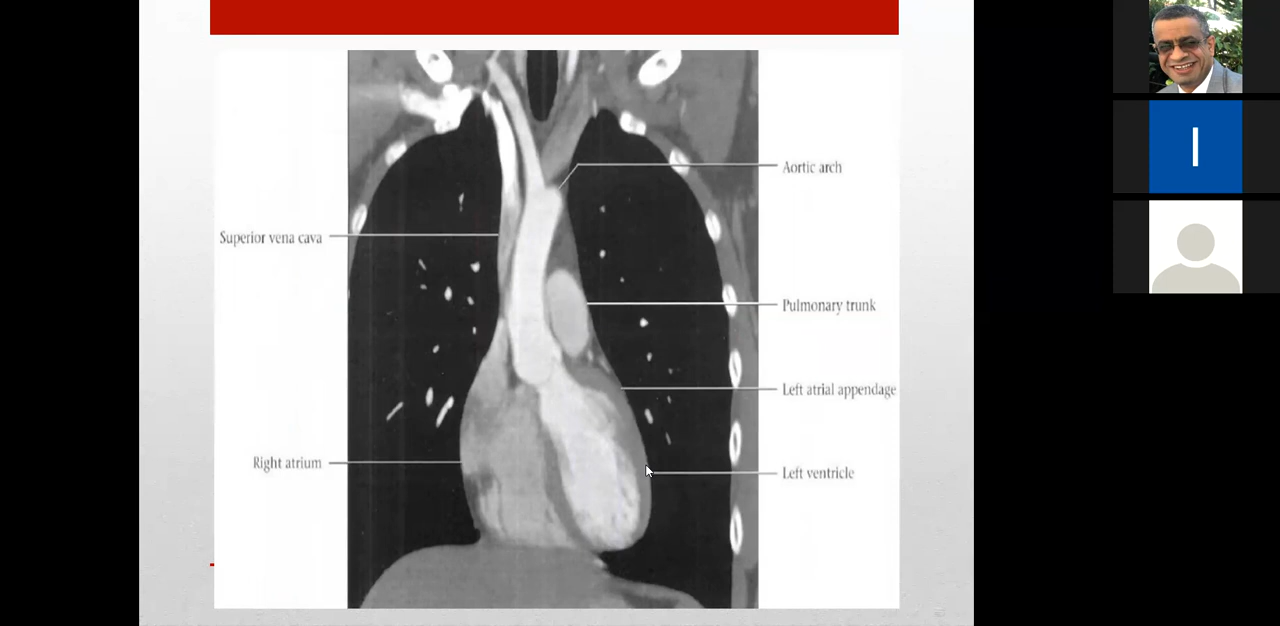 Aortic arch
Superior vena cava
Pulmonary trunk
Left atrial appendage
Right atrium
Left ventricle
I